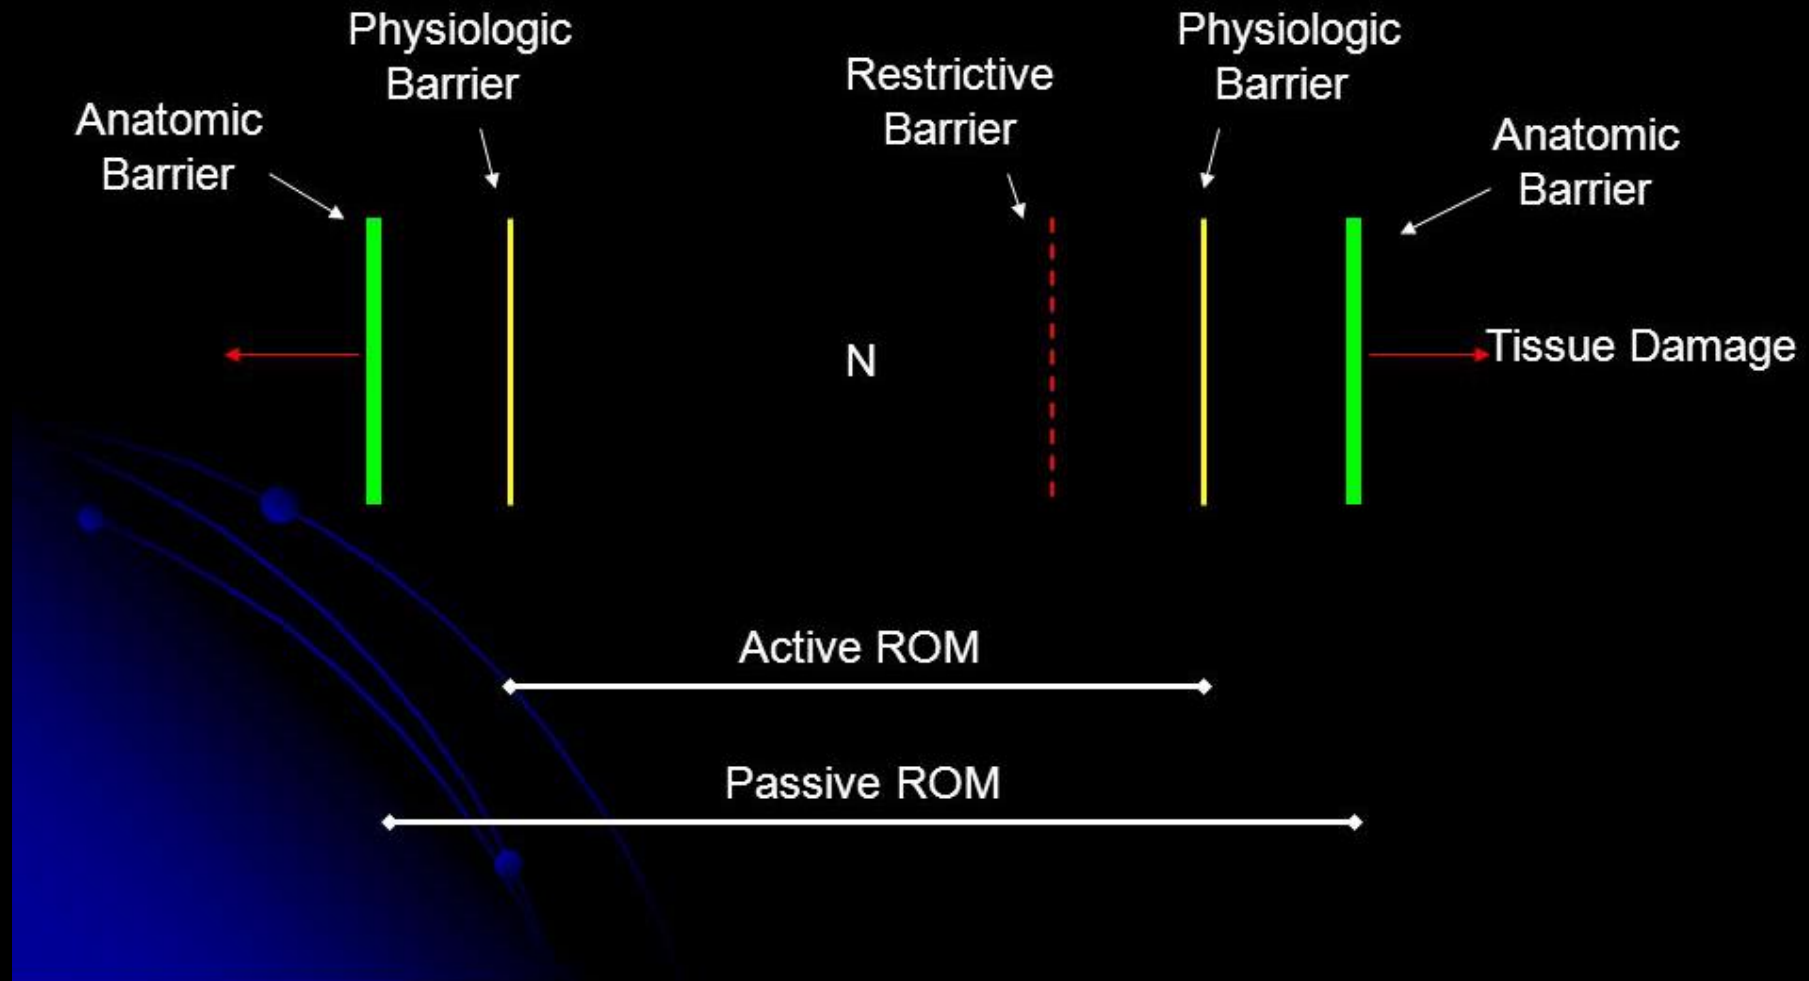 Physiologic
Barrier
Physiologic
Barrier
Restrictive
Barrier
Anatomic
Barrier
Anatomic
Barrier
N
Tissue Damage
Active ROM
Passive ROM